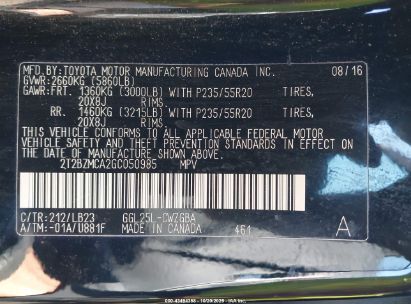 MFD.BY:TOYOTA MOTOR MANUFACTURING CANADA INC. 08/16
GVWR:2660KG (5860LB)
GAWR:FRT. 1360KG (3000LB) WITH P235/55R20 TIRES,
20X8J RIMS.
RR. 1460KG (3215LB) WITH P235/55R20 TIRES,
20X8J RIMS.
THIS VEHICLE CONFORMS TO ALL APPLICABLE FEDERAL MOTOR
VEHICLE SAFETY AND THEFT PREVENTION STANDARDS IN EFFECT
ON THE DATE OF MANUFACTURE SHOWN ABOVE.
2T2BZMCA2GC050985 MPV
C/TR:212/LB23 GGL25L-CWZGBA
A/TM:-01A/U881F MADE IN CANADA 461 A